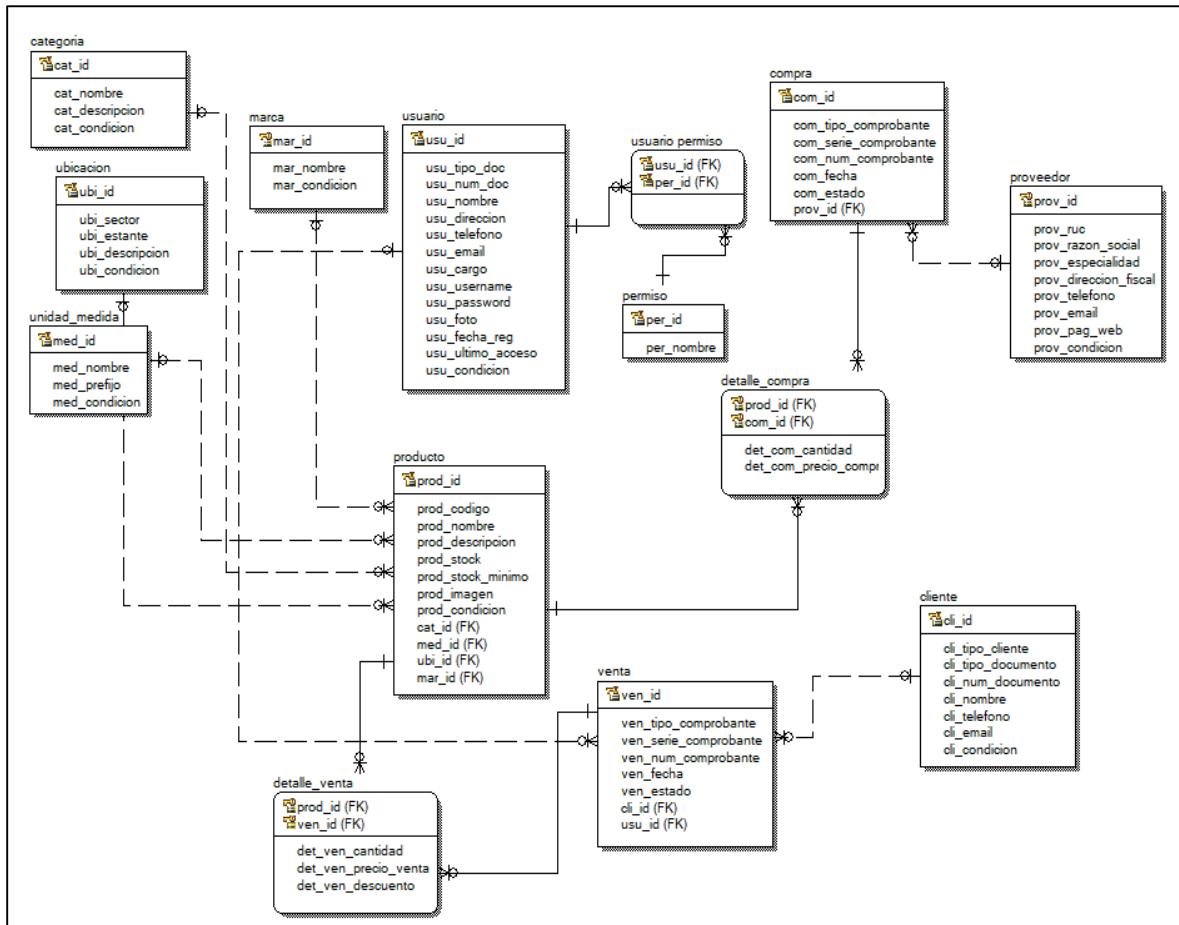 categoria
cat_id
cat_nombre
cat_descripcion
cat_condicion
ubicacion
ubi_id
ubi_sector
ubi_estante
ubi_descripcion
ubi_condicion
unidad_medida
med_id
med_nombre
med_prefijo
med_condicion
marca
mar_id
mar_nombre
mar_condicion
usuario
usu_id
usu_tipo_doc
usu_num_doc
usu_nombre
usu_direccion
usu_telefono
usu_email
usu_cargo
usu_username
usu_password
usu_foto
usu_fecha_reg
usu_ultimo_acceso
usu_condicion
usuario permiso
usu_id (FK)
per_id (FK)
permiso
per_id
per_nombre
compra
com_id
com_tipo_comprobante
com_serie_comprobante
com_num_comprobante
com_fecha
com_estado
prov_id (FK)
proveedor
prov_id
prov_ruc
prov_razon_social
prov_especialidad
prov_direccion_fiscal
prov_telefono
prov_email
prov_pag_web
prov_condicion
detalle_compra
prod_id (FK)
com_id (FK)
det_com_cantidad
det_com_precio_compr
producto
prod_id
prod_codigo
prod_nombre
prod_descripcion
prod_stock
prod_stock_minimo
prod_imagen
prod_condicion
cat_id (FK)
med_id (FK)
ubi_id (FK)
mar_id (FK)
detalle_venta
prod_id (FK)
ven_id (FK)
det_ven_cantidad
det_ven_precio_venta
det_ven_descuento
venta
ven_id
ven_tipo_comprobante
ven_serie_comprobante
ven_num_comprobante
ven_fecha
ven_estado
cli_id (FK)
usu_id (FK)
cliente
cli_id
cli_tipo_cliente
cli_tipo_documento
cli_num_documento
cli_nombre
cli_telefono
cli_email
cli_condicion